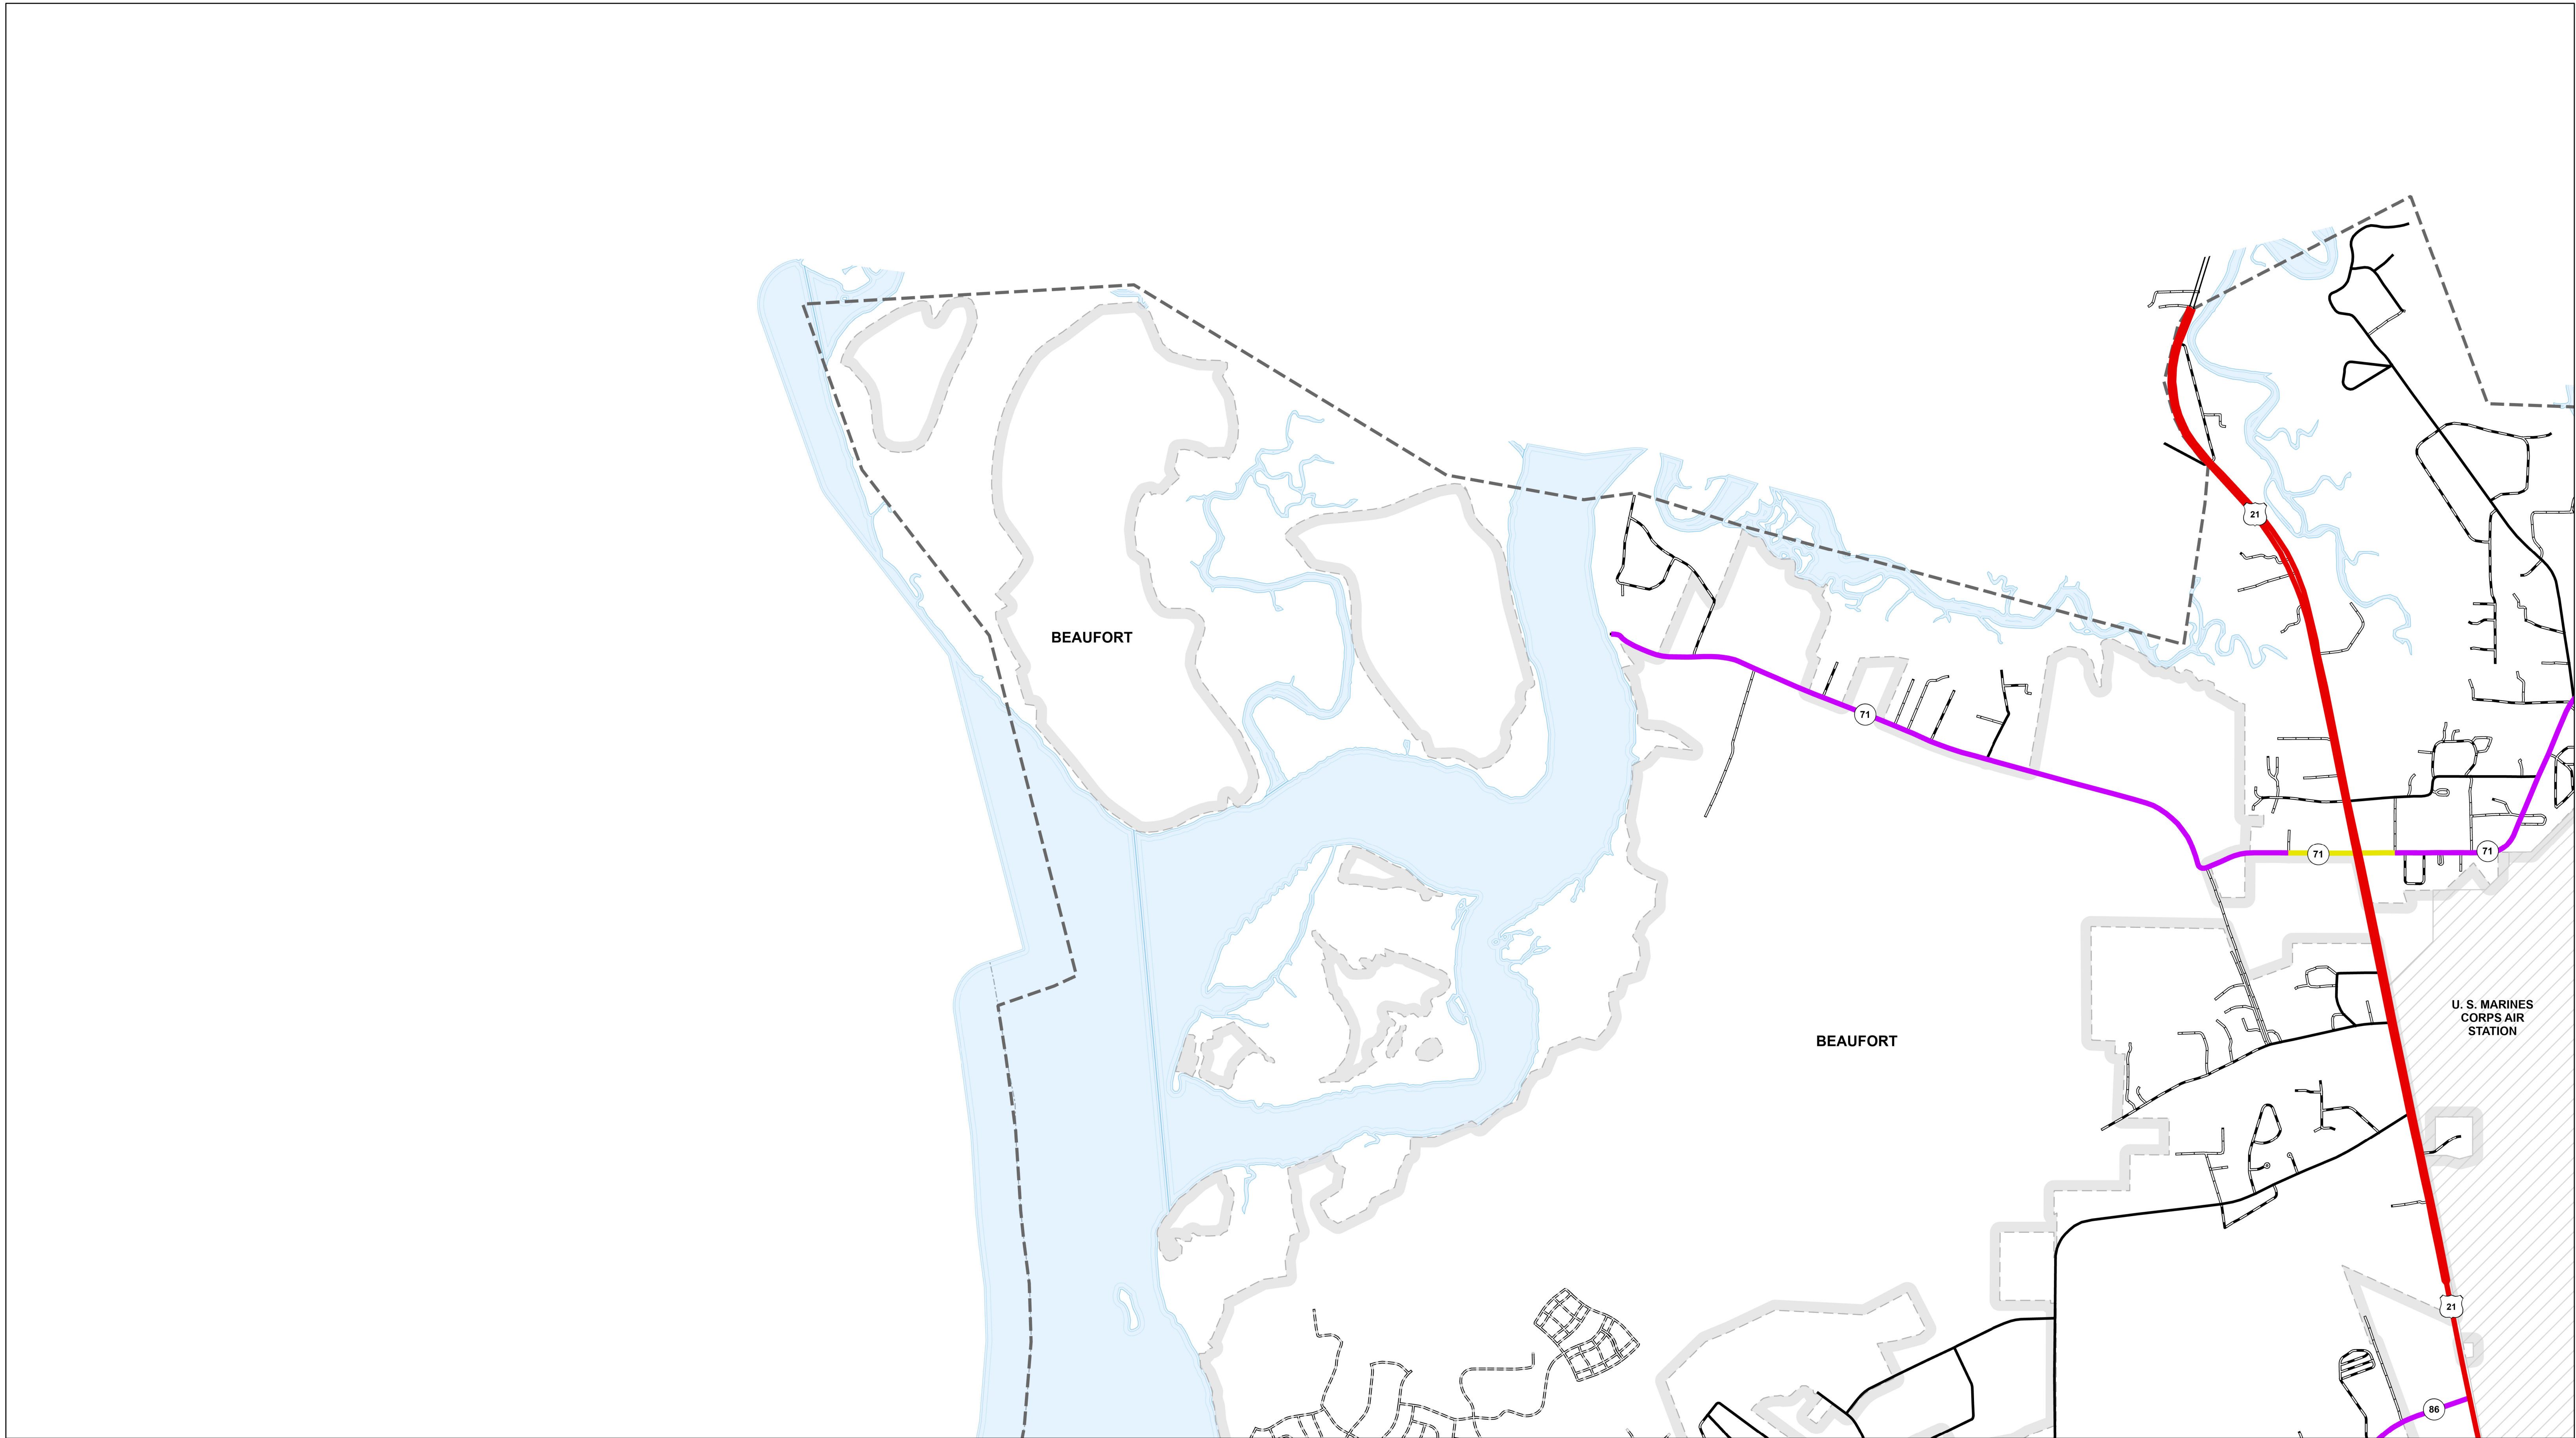 21
BEAUFORT
71
71
71
U. S. MARINES
CORPS AIR
STATION
BEAUFORT
21
86